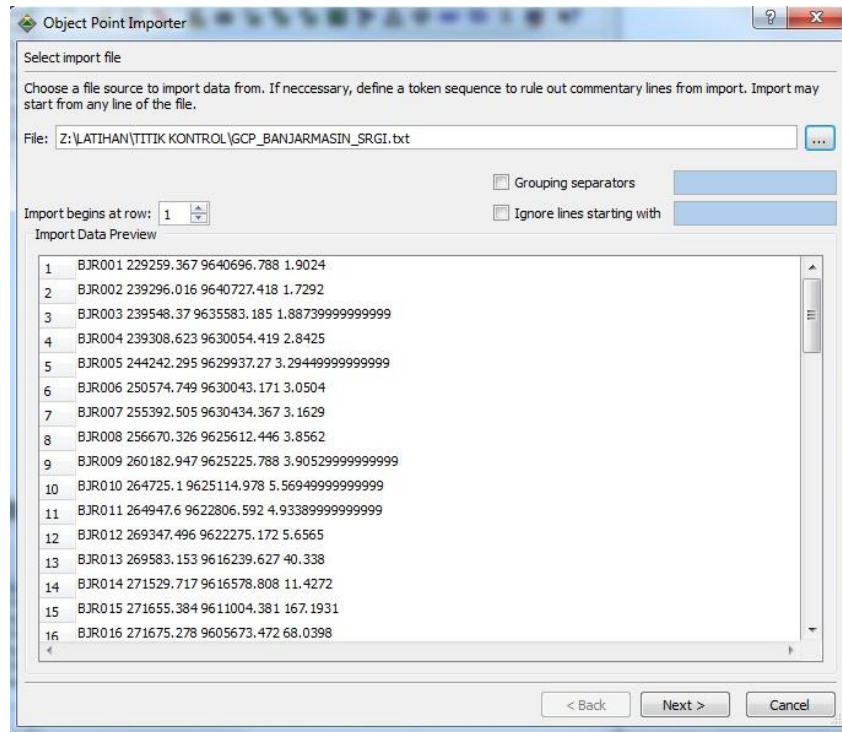 Object Point Importer
Select import file
Choose a file source to import data from. If neccessary, define a token sequence to rule out commentary lines from import. Import may
start from any line of the file.
File: Z:\LATIHAN\TITIK KONTROL\GCP_BANJARMASIN_SRGI.txt ...
Grouping separators
Import begins at row: 1 Ignore lines starting with
Import Data Preview
1 BJR001 229259.367 9640696.788 1.9024
2 BJR002 239296.016 9640727.418 1.7292
3 BJR003 239548.37 9635583.185 1.88739999999999
4 BJR004 239308.623 9630054.419 2.8425
5 BJR005 244242.295 9629937.27 3.29449999999999
6 BJR006 250574.749 9630043.171 3.0504
7 BJR007 255392.505 9630434.367 3.1629
8 BJR008 256670.326 9625612.446 3.8562
9 BJR009 260182.947 9625225.788 3.90529999999999
10 BJR010 264725.1 9625114.978 5.56949999999999
11 BJR011 264947.6 9622806.592 4.93389999999999
12 BJR012 269347.496 9622275.172 5.6565
13 BJR013 269583.153 9616239.627 40.338
14 BJR014 271529.717 9616578.808 11.4272
15 BJR015 271655.384 9611004.381 167.1931
16 BJR016 271675.278 9605673.472 68.0398
< Back Next > Cancel